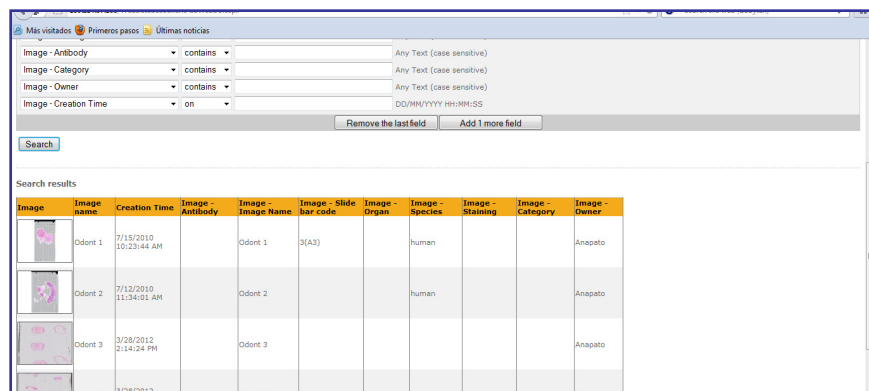 Más visitados Primeros pasos Últimas noticias
Image - Antibody contains Any Text (case sensitive)
Image - Category contains Any Text (case sensitive)
Image - Owner contains Any Text (case sensitive)
Image - Creation Time on DD/MM/YYYY HH:MM:SS
Remove the last field Add 1 more field
Search
Search results
Image Image name Creation Time Image - Antibody Image - Image Name Image - Slide bar code Image - Organ Image - Species Image - Staining Image - Category Image - Owner
Odont 1 7/15/2010 10:23:44 AM Odont 1 3(A3) human Anapato
Odont 2 7/12/2010 11:34:01 AM Odont 2 human Anapato
Odont 3 3/28/2012 2:14:24 PM Odont 3 Anapato
3/28/2012